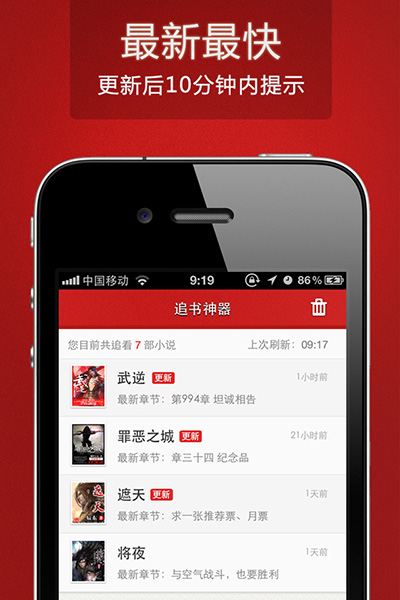 最新最快
更新后10分钟内提示
中国移动 9:19 86%
追书神器
您目前共追看 7 部小说 上次刷新：09:17
武逆 更新 1小时前
最新章节：第994章 坦诚相告
罪恶之城 更新 21小时前
最新章节：章三十四 纪念品
遮天 更新 1天前
最新章节：求一张推荐票、月票
将夜 1天前
最新章节：与空气战斗，也要胜利